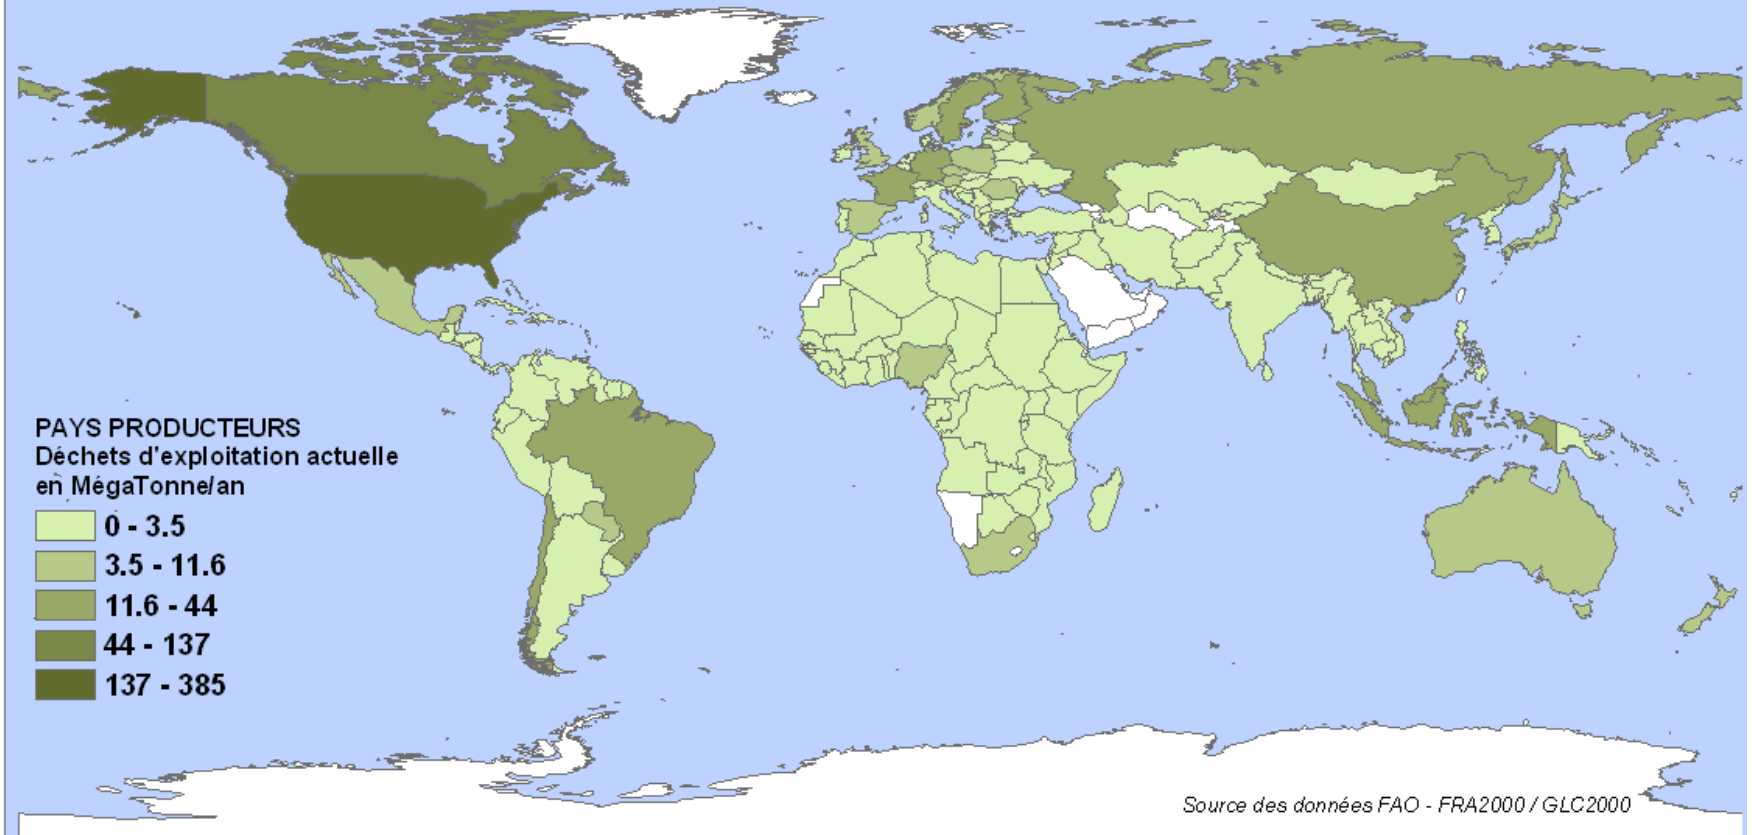 PAYS PRODUCTEURS
Déchets d'exploitation actuelle
en MégaTonne/an
0 - 3.5
3.5 - 11.6
11.6 - 44
44 - 137
137 - 385
Source des données FAO - FRA2000 / GLC2000